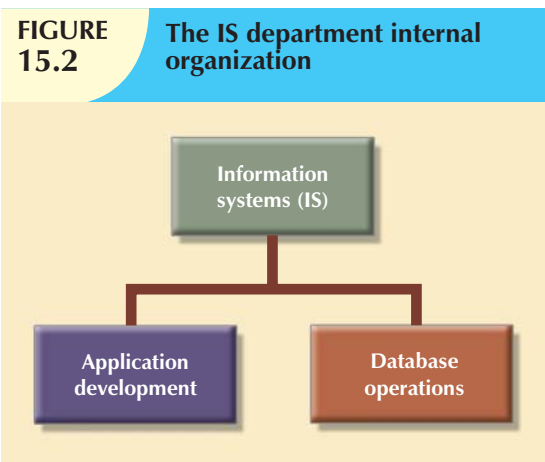 FIGURE
15.2
The IS department internal
organization
Information
systems (IS)
Application
development
Database
operations